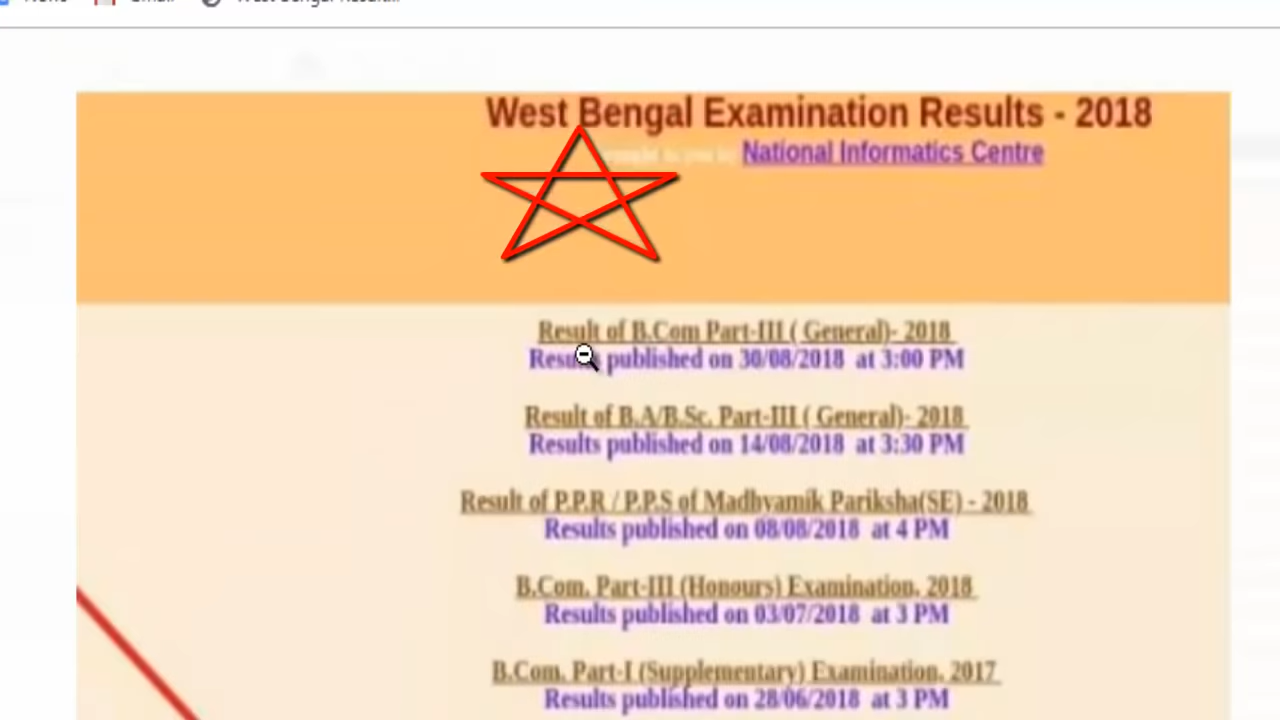 West Bengal Examination Results - 2018
National Informatics Centre
Result of B.Com Part-III ( General)- 2018
Results published on 30/08/2018 at 3:00 PM
Result of B.A/B.Sc. Part-III ( General)- 2018
Results published on 14/08/2018 at 3:30 PM
Result of P.P.R / P.P.S of Madhyamik Pariksha(SE) - 2018
Results published on 08/08/2018 at 4 PM
B.Com. Part-III (Honours) Examination, 2018
Results published on 03/07/2018 at 3 PM
B.Com. Part-I (Supplementary) Examination, 2017
Results published on 28/06/2018 at 3 PM